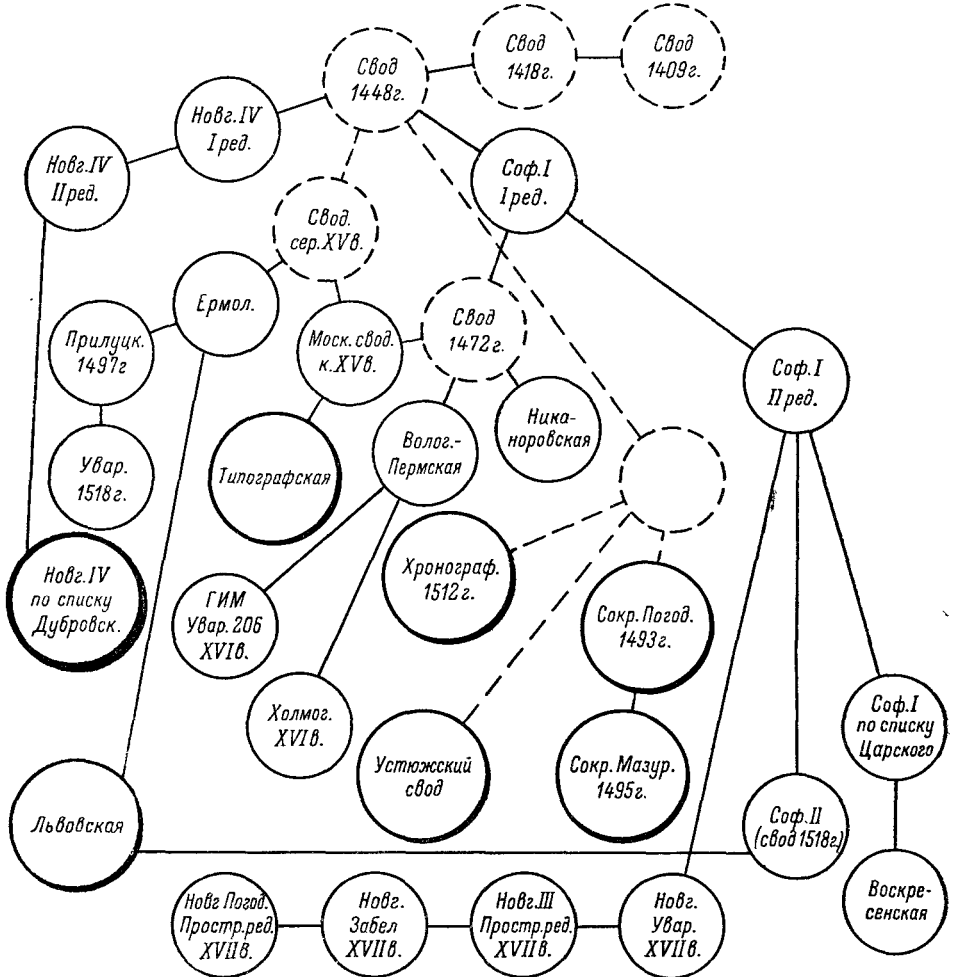 Свод
1448г.
Свод
1418г.
Свод
1409г.
Новг.IV
I ред.
Новг.IV
II ред.
Соф.I
I ред.
Свод.
сер.XVв.
Ермол.
Прилуцк.
1497г
Моск.свод.
к.XVв.
Свод
1472г.
Соф.I
II ред.
Увар.
1518г.
Типографская
Волог.-
Пермская
Ника-
норовская
Новг.IV
по списку
Дубровск.
ГИМ
Увар.206
XVIв.
Хронограф.
1512г.
Сокр.Погод.
1493г.
Холмог.
XVIв.
Устюжский
свод
Сокр.Мазур.
1495г.
Соф.I
по списку
Царского
Львовская
Соф.II
(свод 1518г.)
Воскре-
сенская
Новг Погод.
Простр.ред.
XVIIв.
Новг.
Забел
XVIIв.
Новг.III
Простр.ред.
XVIIв.
Новг.
Увар.
XVIIв.